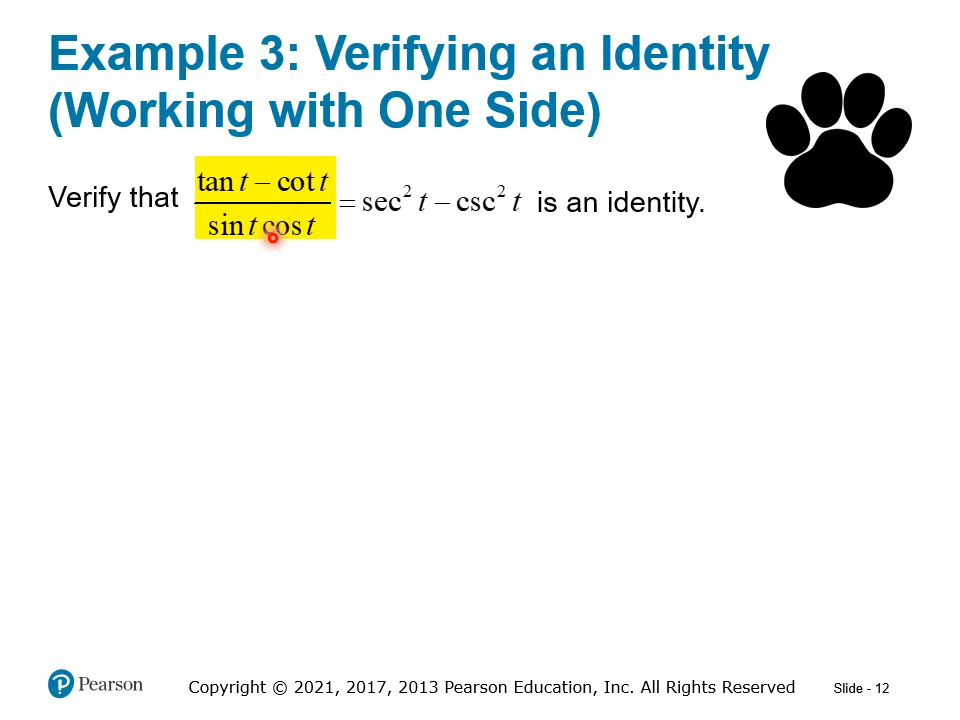 Example 3: Verifying an Identity
(Working with One Side)
Verify that (tan t – cot t)/(sin t cos t) = sec² t – csc² t is an identity.
Pearson
Copyright © 2021, 2017, 2013 Pearson Education, Inc. All Rights Reserved
Slide - 12